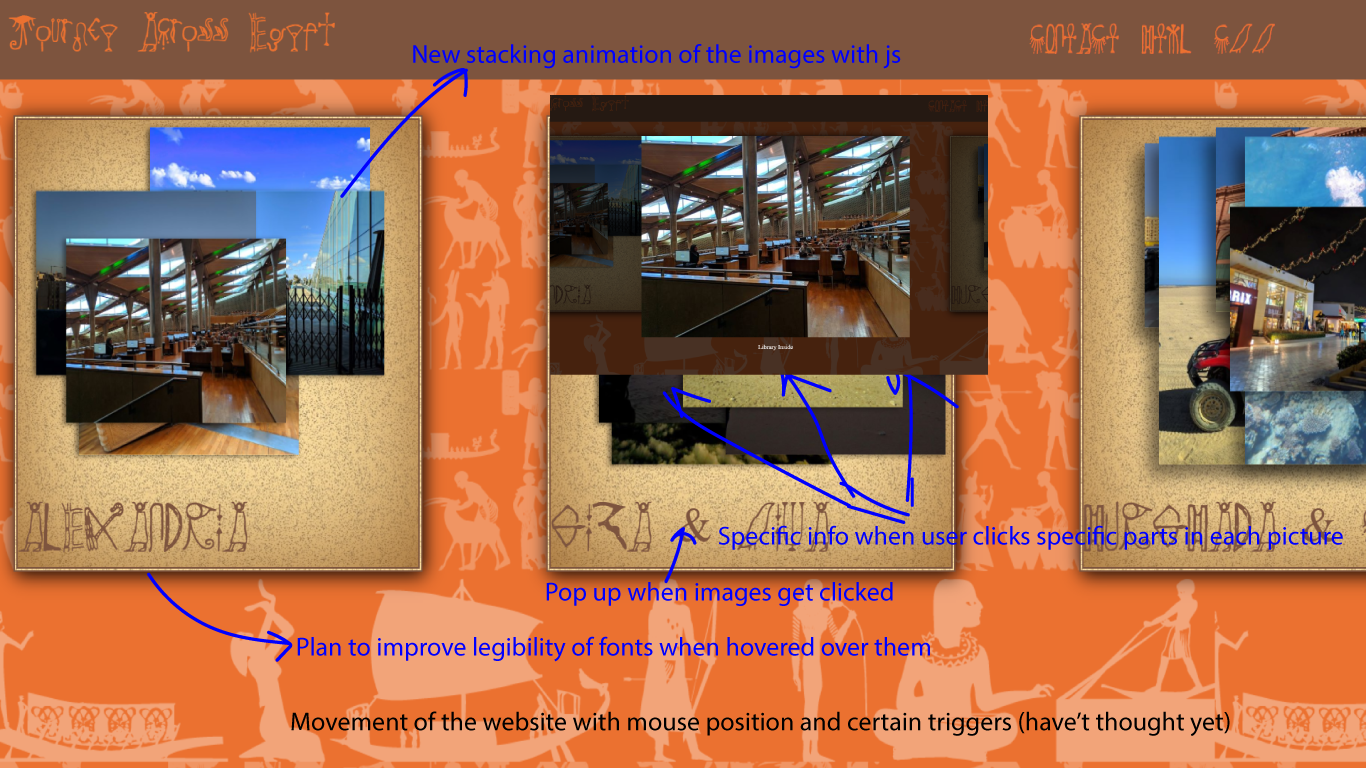 Journey Across Egypt
Contact HTML CSS
New stacking animation of the images with js
Library Inside
RIX
ALEXANDRIA
&
&
Specific info when user clicks specific parts in each picture
Pop up when images get clicked
Plan to improve legibility of fonts when hovered over them
Movement of the website with mouse position and certain triggers (have't thought yet)